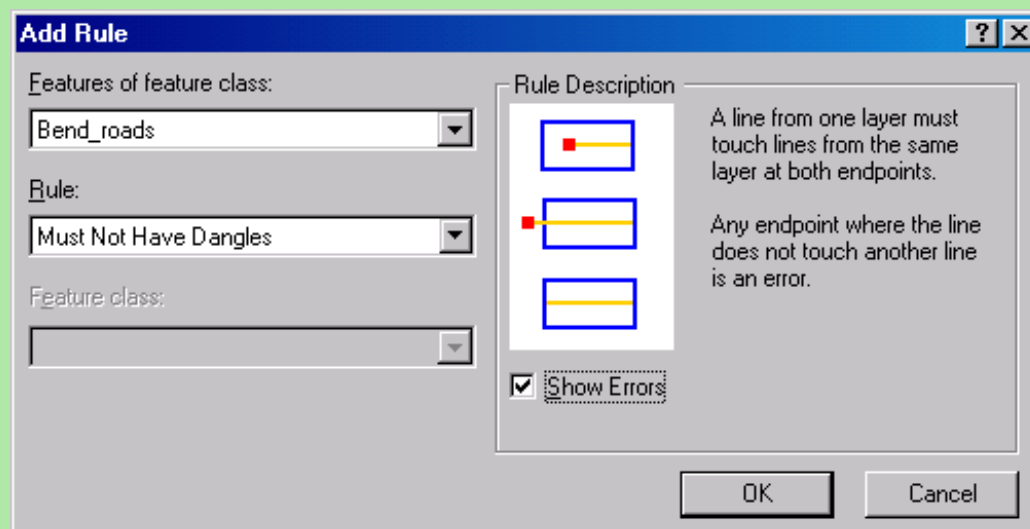 Add Rule
Features of feature class:
Bend_roads
Rule:
Must Not Have Dangles
Feature class:
Rule Description
A line from one layer must
touch lines from the same
layer at both endpoints.
Any endpoint where the line
does not touch another line
is an error.
Show Errors
OK
Cancel